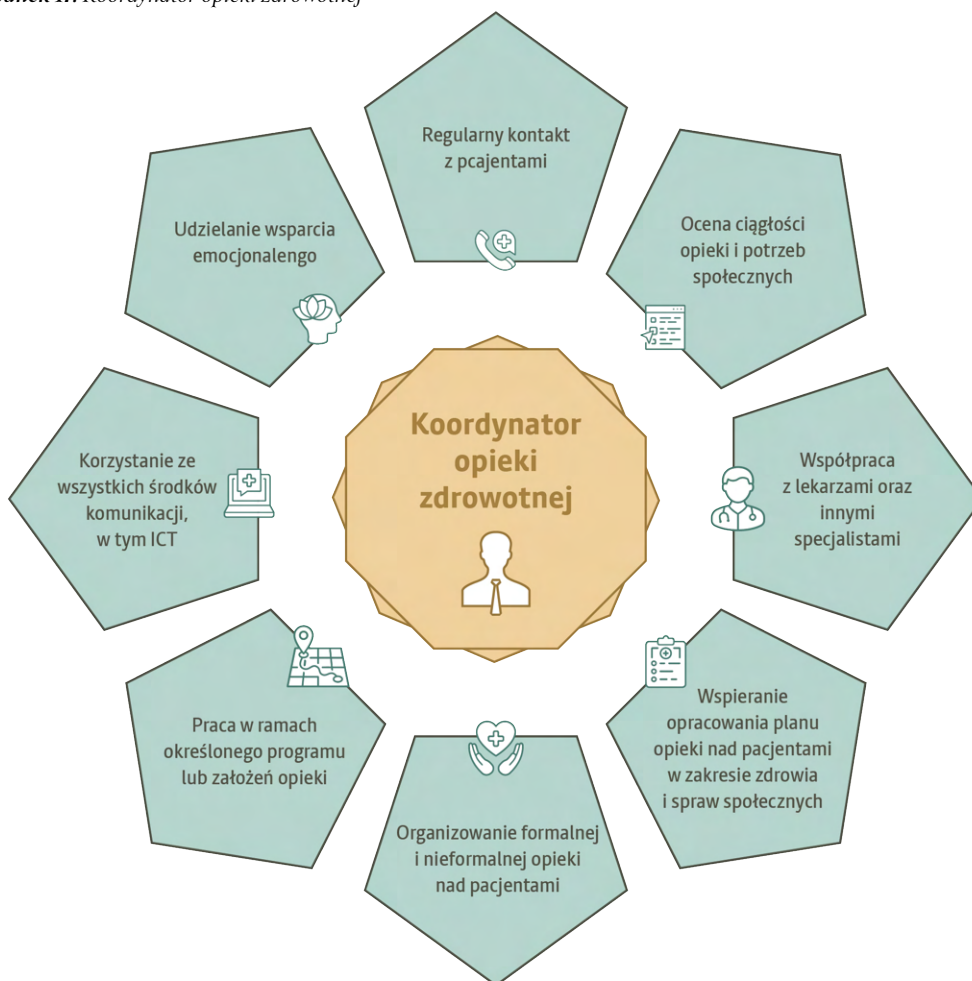 Koordynator opieki zdrowotnej
Regularny kontakt
z pcajentami
Ocena ciągłości
opieki i potrzeb
społecznych
Współpraca
z lekarzami oraz
innymi
specjalistami
Wspieranie
opracowania planu
opieki nad pacjentami
w zakresie zdrowia
i spraw społecznych
Organizowanie formalnej
i nieformalnej opieki
nad pacjentami
Praca w ramach
określonego programu
lub założeń opieki
Korzystanie ze
wszystkich środków
komunikacji,
w tym ICT
Udzielanie wsparcia
emocjonalengo
Koordynator
opieki
zdrowotnej